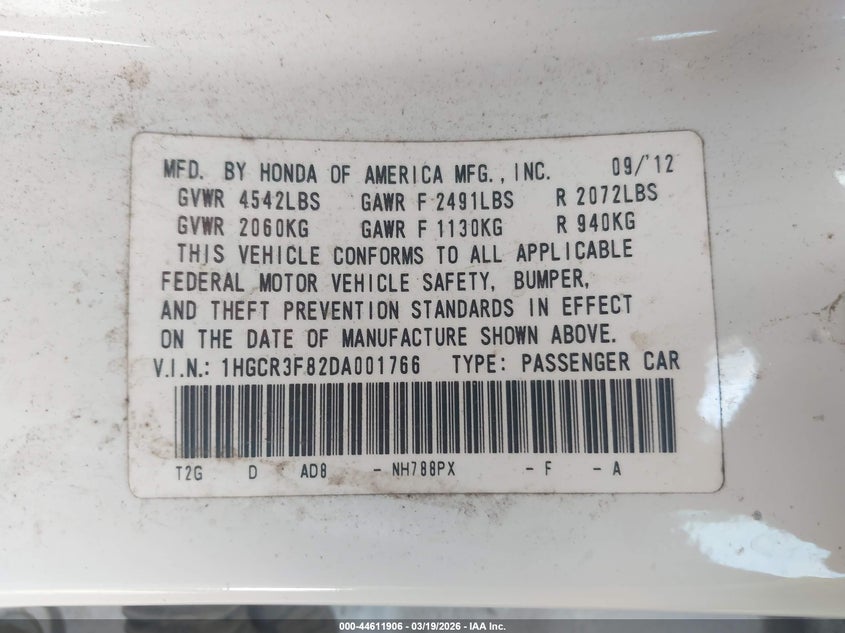 MFD. BY HONDA OF AMERICA MFG., INC. 09/'12
GVWR 4542LBS GAWR F 2491LBS R 2072LBS
GVWR 2060KG GAWR F 1130KG R 940KG
THIS VEHICLE CONFORMS TO ALL APPLICABLE
FEDERAL MOTOR VEHICLE SAFETY, BUMPER,
AND THEFT PREVENTION STANDARDS IN EFFECT
ON THE DATE OF MANUFACTURE SHOWN ABOVE.
V.I.N.: 1HGCR3F82DA001766 TYPE: PASSENGER CAR
T2G D AD8 - NH788PX - F - A
000-44611906 - 03/19/2026 - IAA Inc.